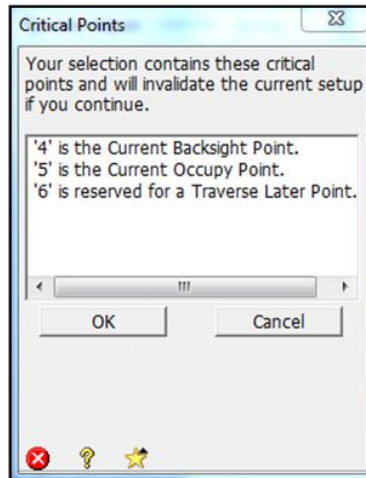 Critical Points
Your selection contains these critical
points and will invalidate the current setup
if you continue.
'4' is the Current Backsight Point.
'5' is the Current Occupy Point.
'6' is reserved for a Traverse Later Point.
OK Cancel